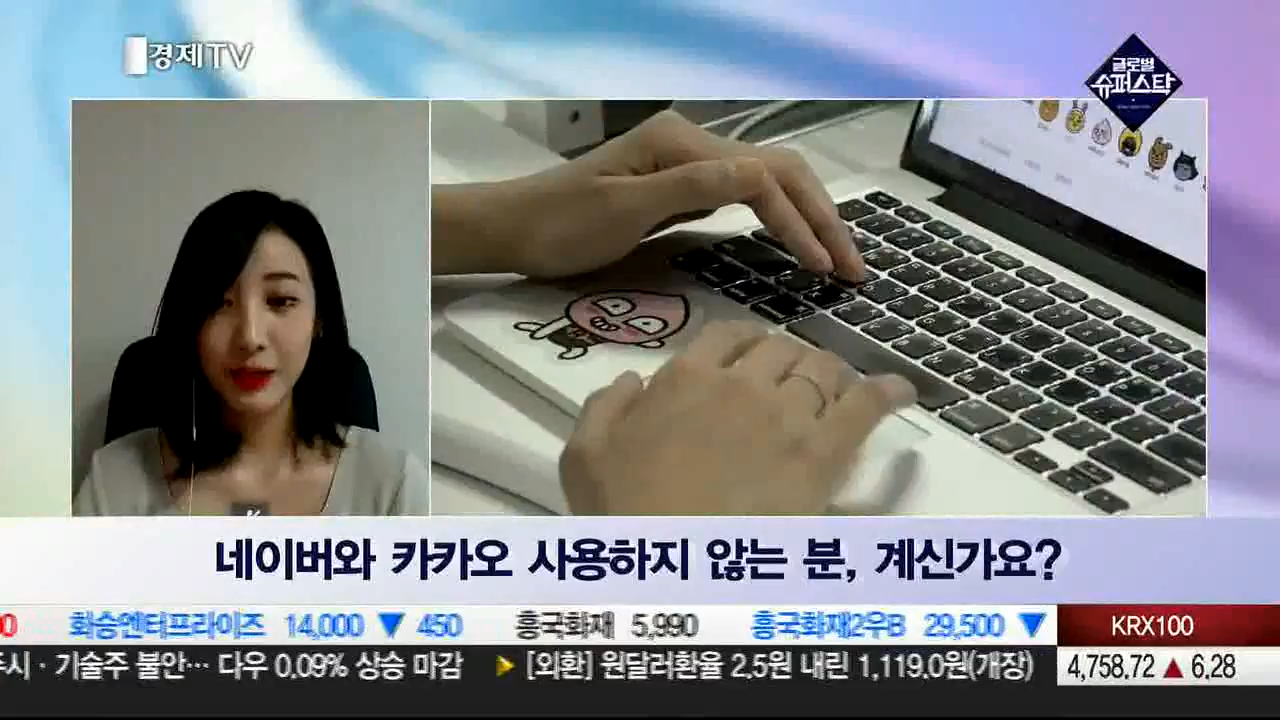 경제TV
글로벌
슈퍼스타
네이버와 카카오 사용하지 않는 분, 계신가요?
화승엔터프라이즈 14,000 ▼ 450 흥국화재 5,990 흥국화재2우B 29,500 ▼
KRX100
시·기술주 불안… 다우 0.09% 상승 마감 ▶ [외환] 원달러환율 2.5원 내린 1,119.0원(개장)
4,758.72 ▲ 6.28